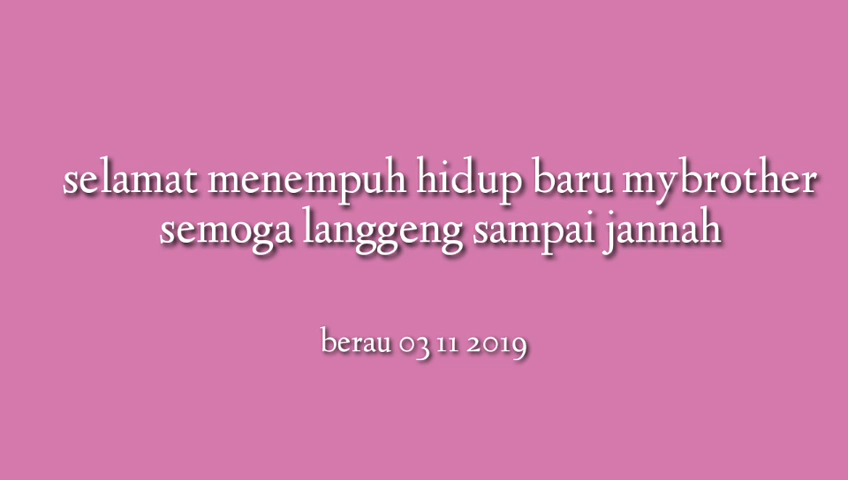 selamat menempuh hidup baru mybrother
semoga langgeng sampai jannah
berau 03 11 2019